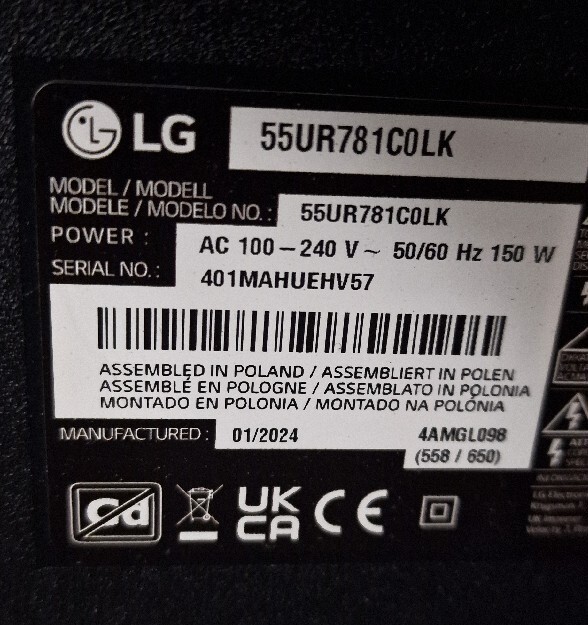 LG 55UR781C0LK
MODEL / MODELL
MODELE / MODELO NO. : 55UR781C0LK
POWER : AC 100-240 V ~ 50/60 Hz 150 W
SERIAL NO. : 401MAHUEHV57
ASSEMBLED IN POLAND / ASSEMBLIERT IN POLEN
ASSEMBLÉ EN POLOGNE / ASSEMBLATO IN POLONIA
MONTADO EN POLONIA / MONTADO NA POLÓNIA
MANUFACTURED : 01/2024 4AMGL098
(558 / 650)
Cd UK
CA CE